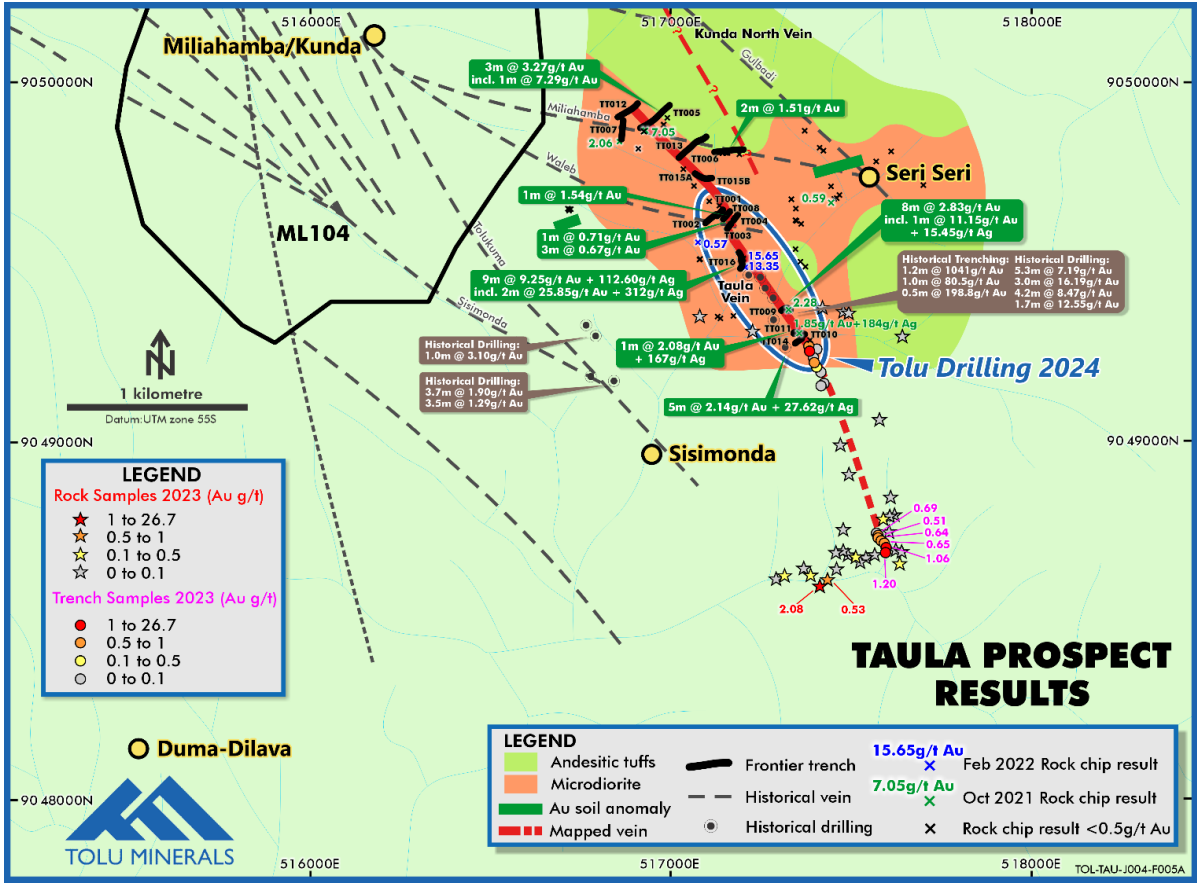 516000E
517000E
518000E
Miliahamba/Kunda
Kunda North Vein
?
Gulbadi
9050000N
9050000N
3m @ 3.27g/t Au
incl. 1m @ 7.29g/t Au
?
TT012
TT005
Miliahamba
2m @ 1.51g/t Au
TT007
7.05
2.06
TT013
TT006
?
Waleb
TT015A
TT015B
Seri Seri
1m @ 1.54g/t Au
TT001
0.59
TT008
8m @ 2.83g/t Au
incl. 1m @ 11.15g/t Au
+ 15.45g/t Ag
TT002
TT004
ML104
Tolukuma
1m @ 0.71g/t Au
3m @ 0.67g/t Au
TT003
0.57
TT016
15.65
13.35
Historical Trenching:
1.2m @ 1041g/t Au
1.0m @ 80.5g/t Au
0.5m @ 198.8g/t Au
Historical Drilling:
5.3m @ 7.19g/t Au
3.0m @ 16.19g/t Au
4.2m @ 8.47g/t Au
1.7m @ 12.55g/t Au
9m @ 9.25g/t Au + 112.60g/t Ag
incl. 2m @ 25.85g/t Au + 312g/t Ag
Taula
Vein
Sisimonda
2.28
TT009
1.85g/t Au+184g/t Ag
TT011
TT010
TT014
N
Historical Drilling:
1.0m @ 3.10g/t Au
1m @ 2.08g/t Au
+ 167g/t Ag
Tolu Drilling 2024
1 kilometre
Datum:UTM zone 55S
Historical Drilling:
3.7m @ 1.90g/t Au
3.5m @ 1.29g/t Au
5m @ 2.14g/t Au + 27.62g/t Ag
9049000N
9049000N
Sisimonda
LEGEND
Rock Samples 2023 (Au g/t)
1 to 26.7
0.5 to 1
0.1 to 0.5
0 to 0.1
Trench Samples 2023 (Au g/t)
1 to 26.7
0.5 to 1
0.1 to 0.5
0 to 0.1
0.69
0.51
0.64
0.65
1.06
1.20
2.08
0.53
TAULA PROSPECT
RESULTS
Duma-Dilava
LEGEND
Andesitic tuffs
Microdiorite
Au soil anomaly
Mapped vein
Frontier trench
Historical vein
Historical drilling
15.65g/t Au
Feb 2022 Rock chip result
7.05g/t Au
Oct 2021 Rock chip result
Rock chip result <0.5g/t Au
9048000N
TOLU MINERALS
516000E
517000E
518000E
TOL-TAU-J004-F005A